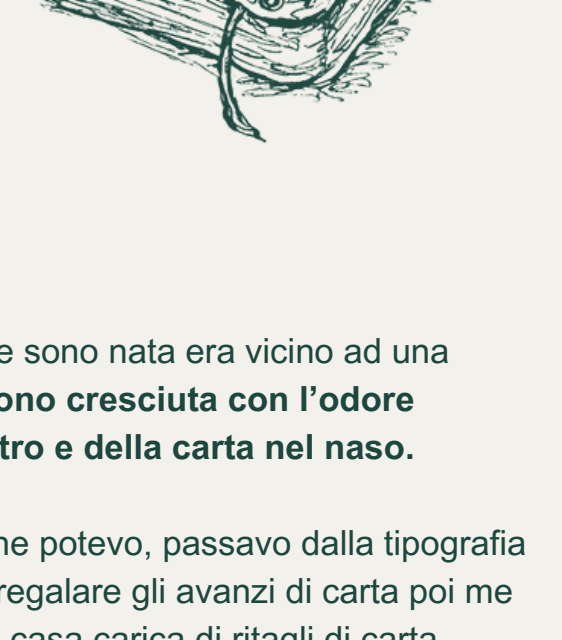 e sono nata era vicino ad una
ono cresciuta con l’odore
tro e della carta nel naso.
he potevo, passavo dalla tipografia
regalare gli avanzi di carta poi me
casa carica di ritagli di carta